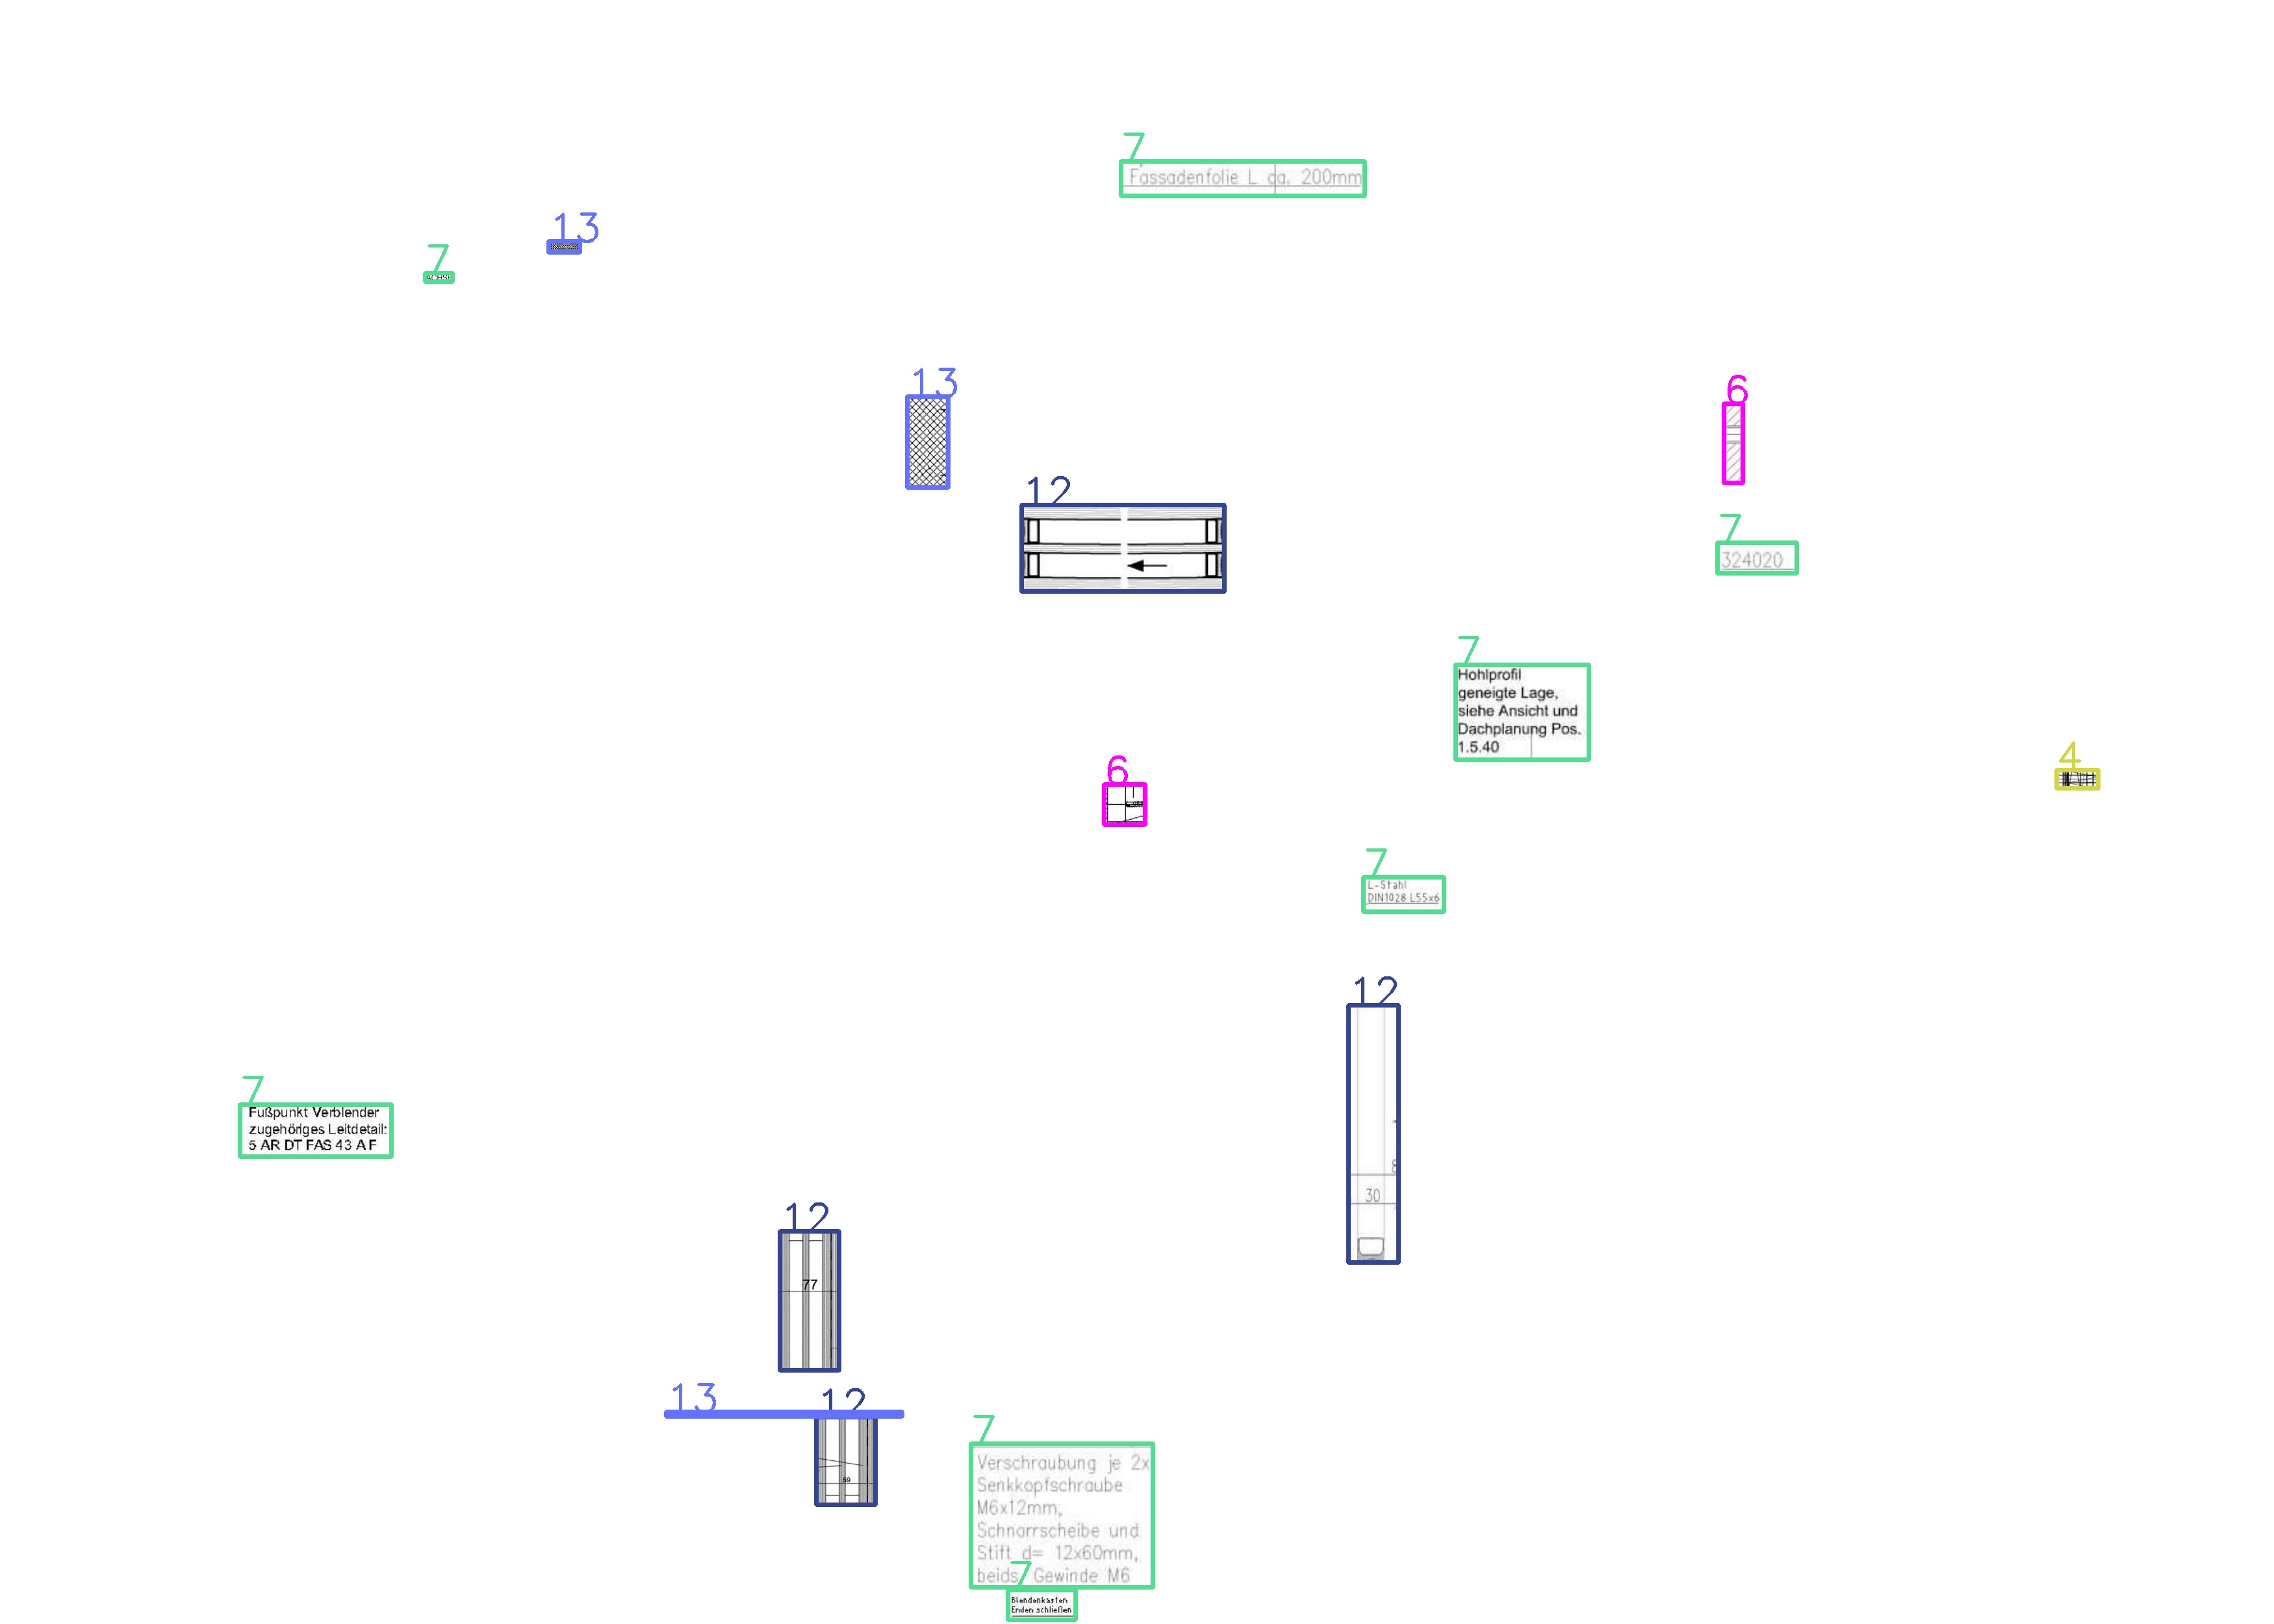 7
Fassadenfolie L ca. 200mm
13
7
ACHSE
13
6
12
7
324020
7
Hohlprofil
geneigte Lage,
siehe Ansicht und
Dachplanung Pos.
1.5.40
4
6
7
L-Stahl
DIN1028 L55x6
12
8
30
7
Fußpunkt Verblender
zugehöriges Leitdetail:
5 AR DT FAS 43 A F
12
77
13
12
59
7
Verschraubung je 2x
Senkkopfschraube
M6x12mm,
Schnorrscheibe und
Stift d= 12x60mm,
beids. Gewinde M6
7
Blendenkasten
Enden schließen